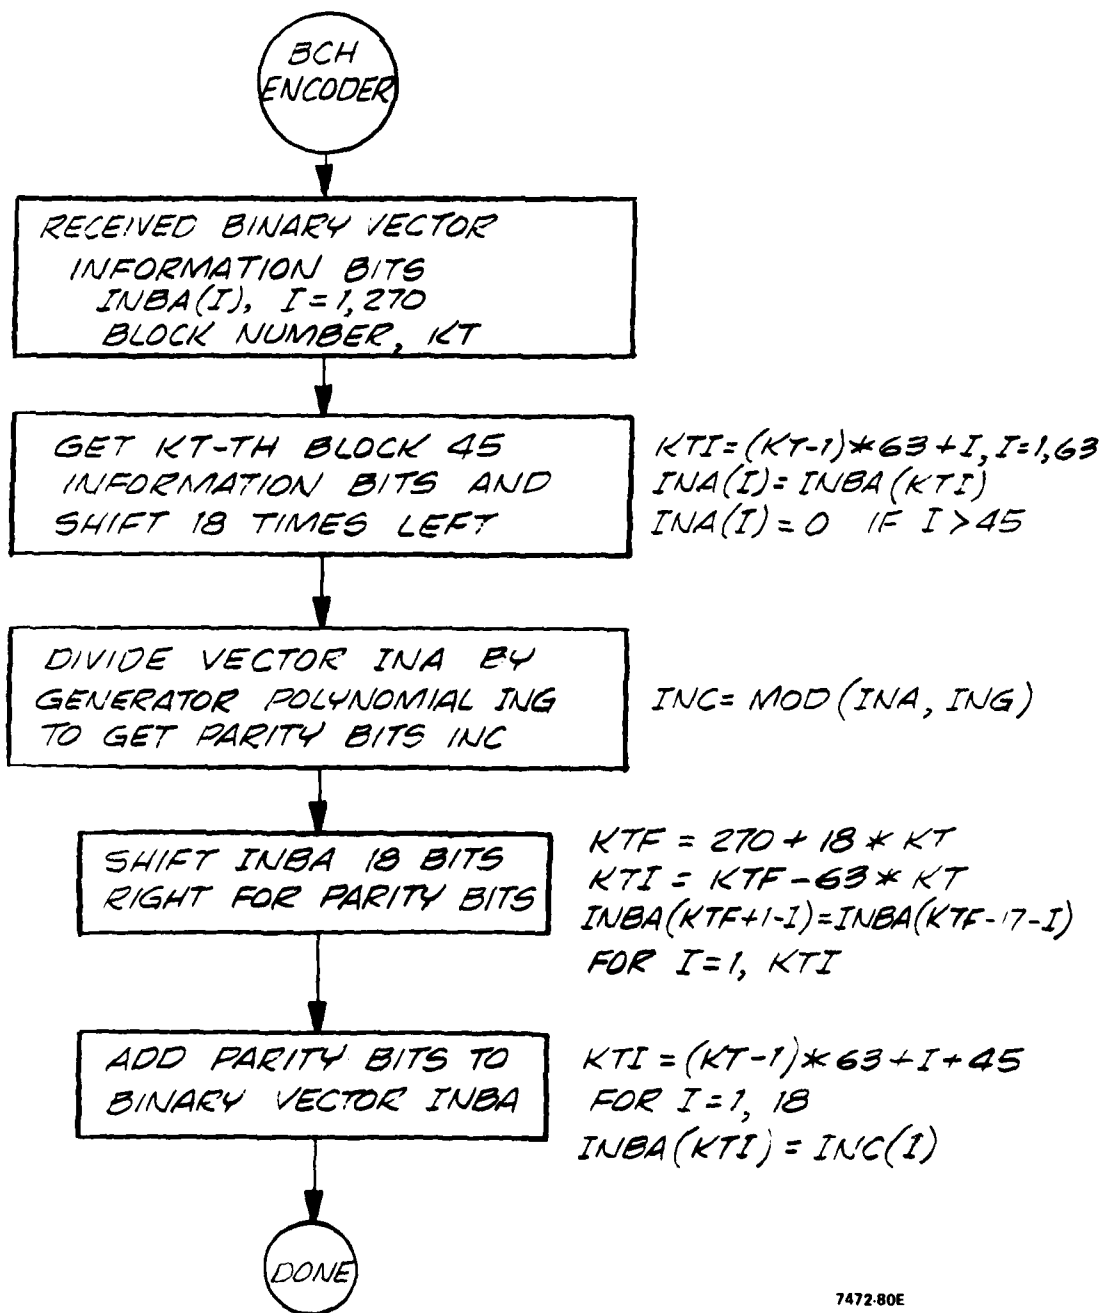 BCH
ENCODER
RECEIVED BINARY VECTOR
INFORMATION BITS
INBA(I), I=1,270
BLOCK NUMBER, KT
GET KT-TH BLOCK 45
INFORMATION BITS AND
SHIFT 18 TIMES LEFT
KTI=(KT-1)*63+I, I=1,63
INA(I)=INBA(KTI)
INA(I)=0 IF I>45
DIVIDE VECTOR INA BY
GENERATOR POLYNOMIAL ING
TO GET PARITY BITS INC
INC=MOD(INA, ING)
SHIFT INBA 18 BITS
RIGHT FOR PARITY BITS
KTF = 270+18*KT
KTI = KTF-63*KT
INBA(KTF+1-I)=INBA(KTF-17-I)
FOR I=1, KTI
ADD PARITY BITS TO
BINARY VECTOR INBA
KTI=(KT-1)*63+I+45
FOR I=1, 18
INBA(KTI)=INC(I)
DONE
7472-80E